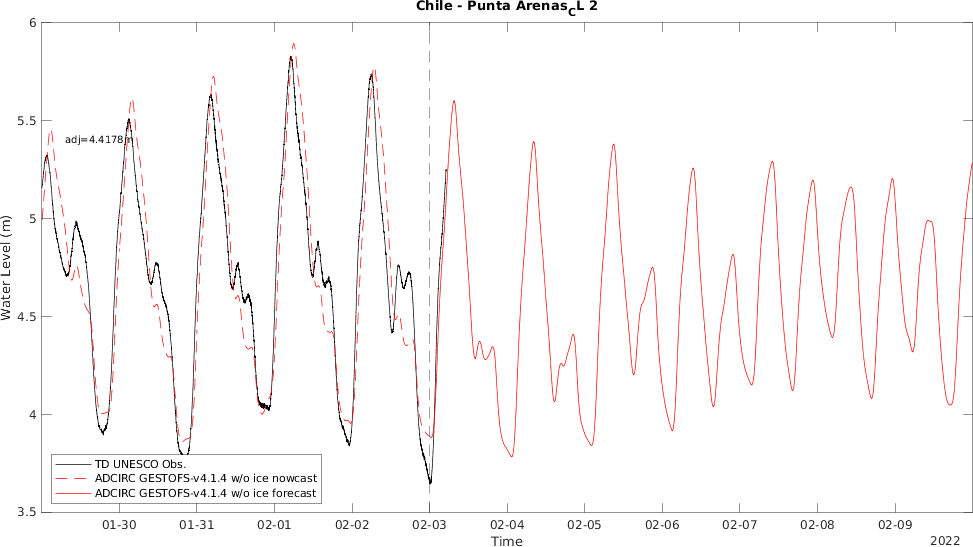 Chile - Punta Arenas_CL 2
6
5.5
5
4.5
4
3.5
Water Level (m)
adj=4.4178m
TD UNESCO Obs.
ADCIRC GESTOFS-v4.1.4 w/o ice nowcast
ADCIRC GESTOFS-v4.1.4 w/o ice forecast
01-30 01-31 02-01 02-02 02-03 02-04 02-05 02-06 02-07 02-08 02-09
Time
2022